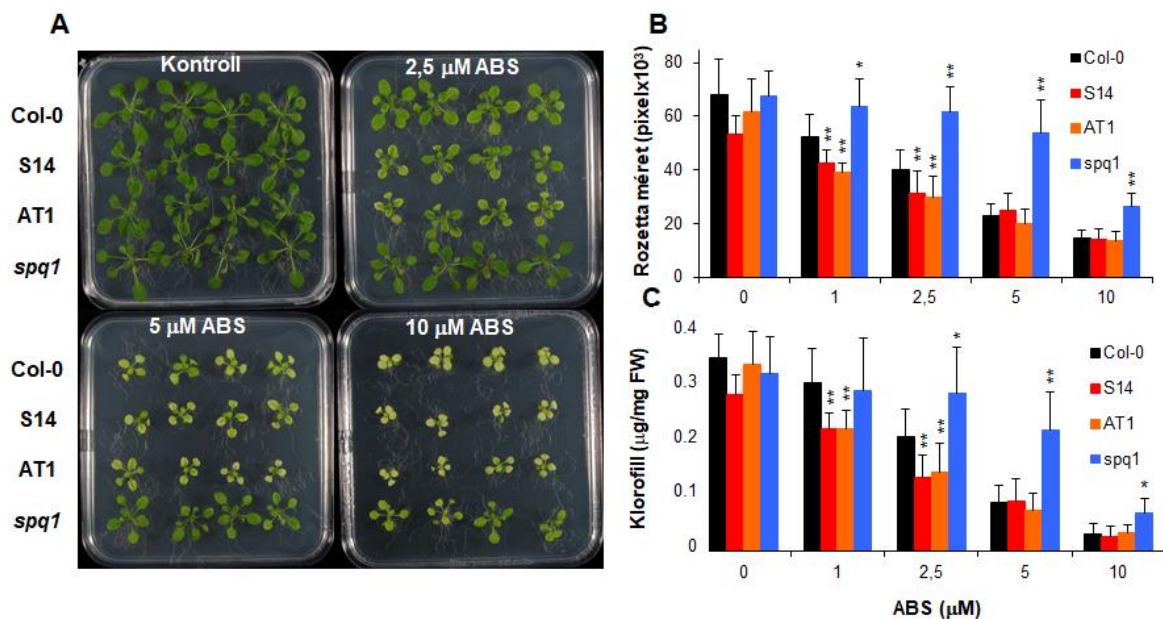 A
Kontroll
2,5 μM ABS
Col-0
S14
AT1
spq1
5 μM ABS
10 μM ABS
Col-0
S14
AT1
spq1
B
Rozetta méret (pixelx10³)
80
60
40
20
0
* ** ** ** ** ** ** **
Col-0
S14
AT1
spq1
0 1 2,5 5 10
C
Klorofill (μg/mg FW)
0.4
0.3
0.2
0.1
0
** ** ** ** * ** *
Col-0
S14
AT1
spq1
0 1 2,5 5 10
ABS (μM)